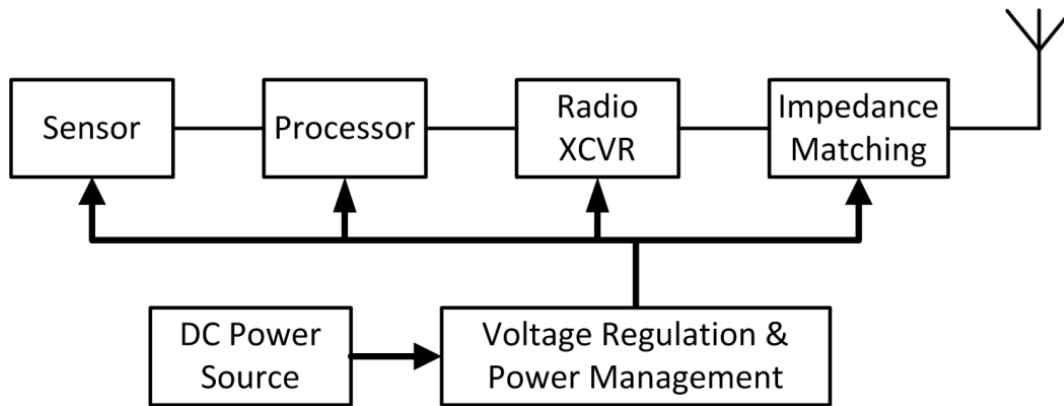 Sensor
Processor
Radio
XCVR
Impedance
Matching
DC Power
Source
Voltage Regulation &
Power Management